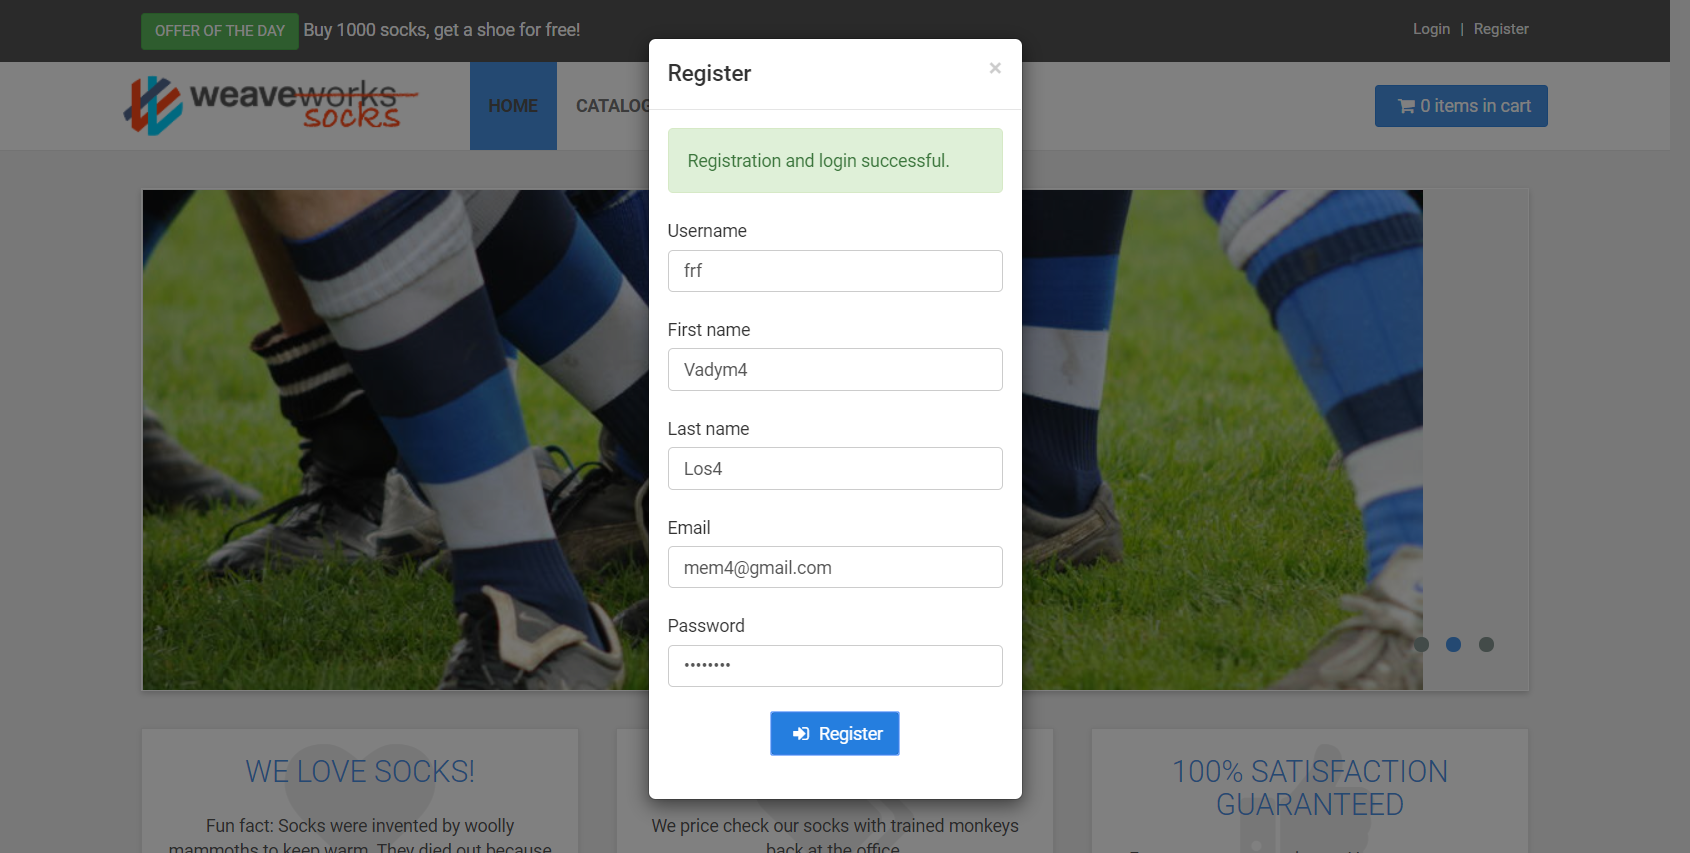 OFFER OF THE DAY Buy 1000 socks, get a shoe for free!
Login | Register
weaveworks
socks
HOME
CATALOG
0 items in cart
Register
×
Registration and login successful.
Username
frf
First name
Vadym4
Last name
Los4
Email
mem4@gmail.com
Password
••••••••
Register
WE LOVE SOCKS!
Fun fact: Socks were invented by woolly
mammoths to keep warm. They died out because
We price check our socks with trained monkeys
back at the office
100% SATISFACTION
GUARANTEED